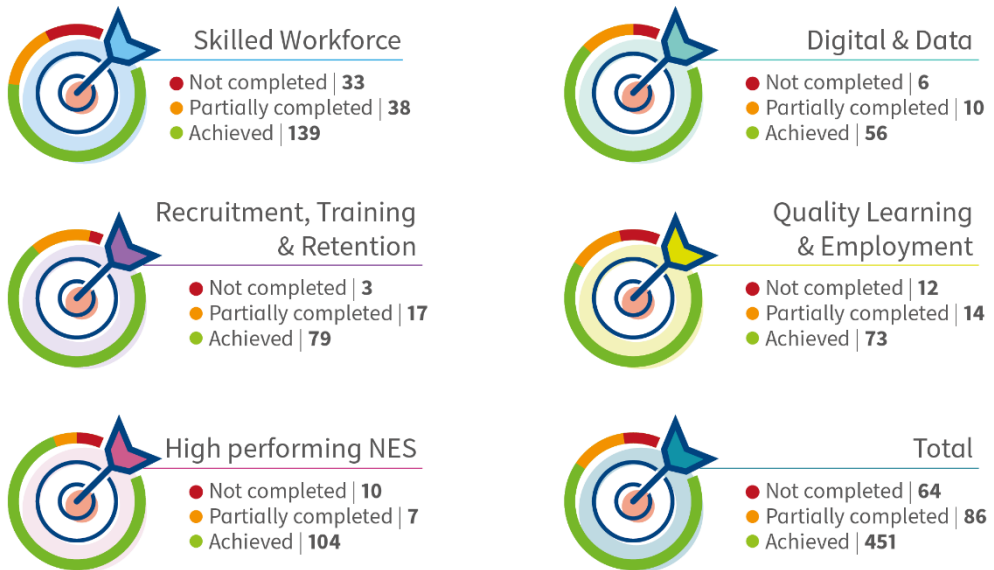 Skilled Workforce
Not completed | 33
Partially completed | 38
Achieved | 139
Digital & Data
Not completed | 6
Partially completed | 10
Achieved | 56
Recruitment, Training
& Retention
Not completed | 3
Partially completed | 17
Achieved | 79
Quality Learning
& Employment
Not completed | 12
Partially completed | 14
Achieved | 73
High performing NES
Not completed | 10
Partially completed | 7
Achieved | 104
Total
Not completed | 64
Partially completed | 86
Achieved | 451